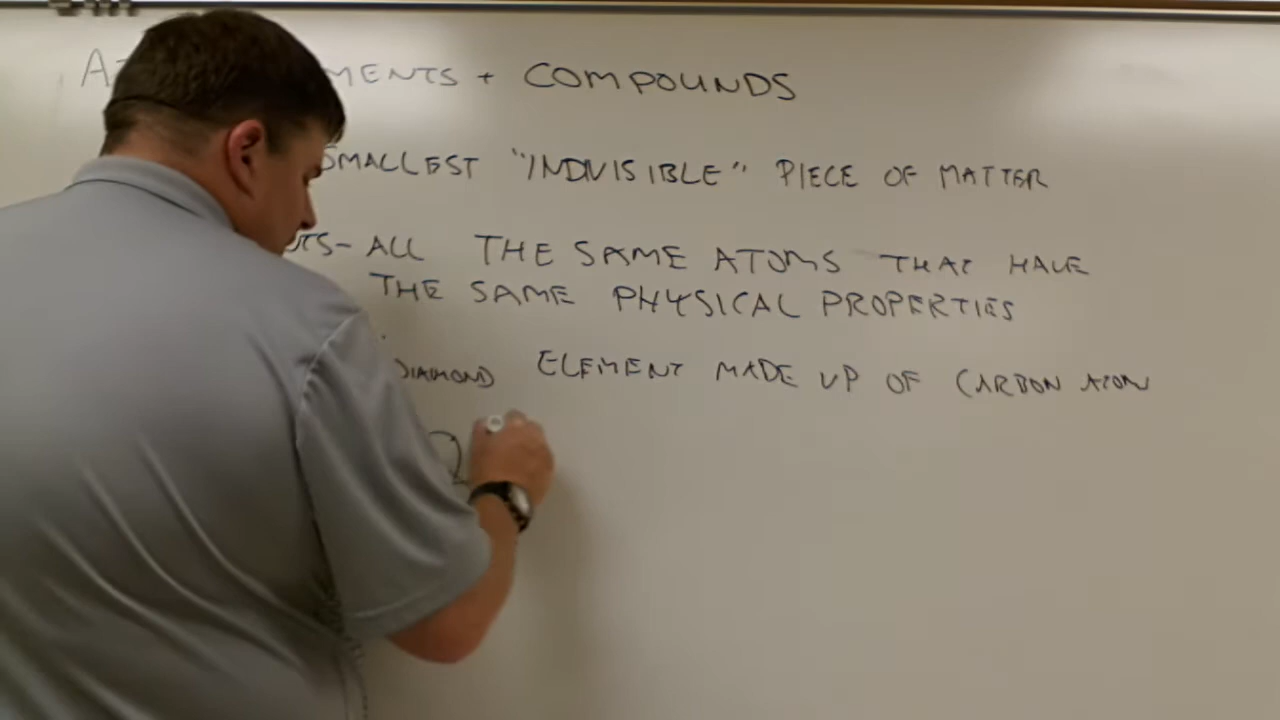 A MENTS + COMPOUNDS
SMALLEST "INDIVISIBLE" PIECE OF MATTER
NTS- ALL THE SAME ATOMS THAT HAVE
THE SAME PHYSICAL PROPERTIES
DIAMOND ELEMENT MADE UP OF CARBON ATOM